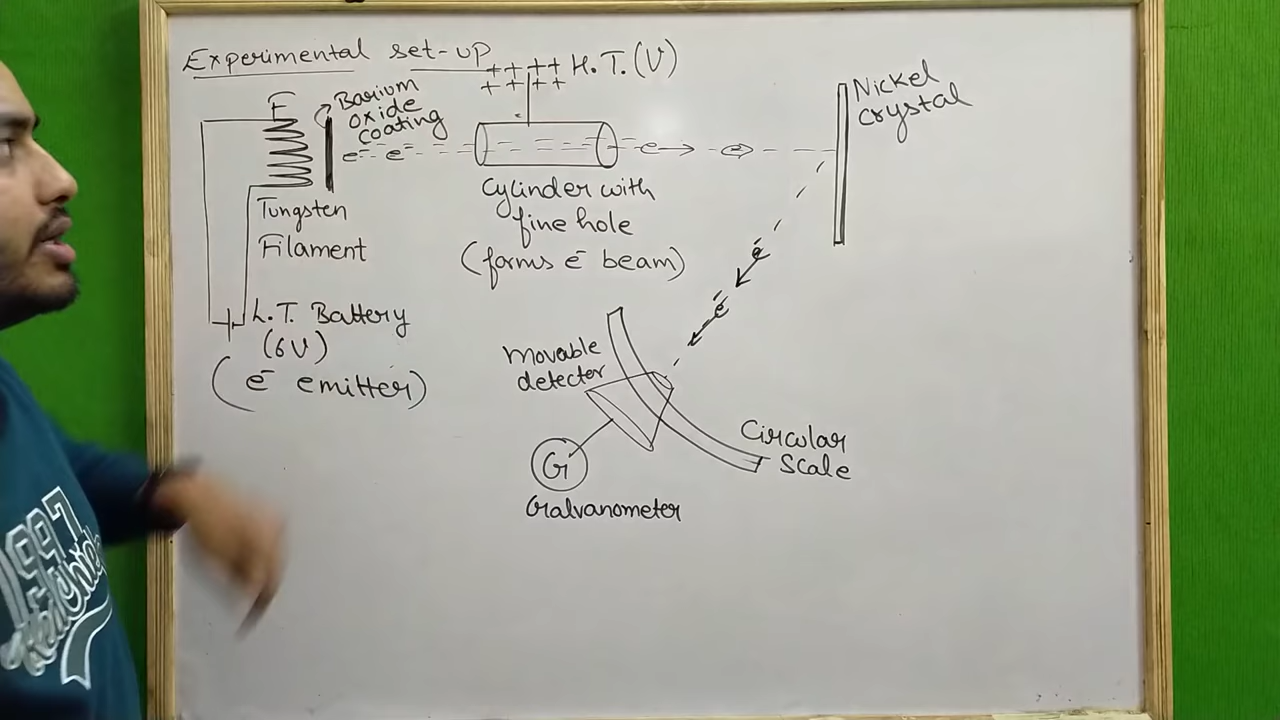 Experimental set-up
++ ++ H.T. (V)
++ ++
F
Barium
oxide
coating
e⁻ e⁻
e⁻
e⁻
Nickel
crystal
Tungsten
Filament
Cylinder with
fine hole
(forms e⁻ beam)
L.T. Battery
(6V)
(e⁻ emitter)
e⁻
e⁻
Movable
detector
Circular
Scale
G
Galvanometer
1997